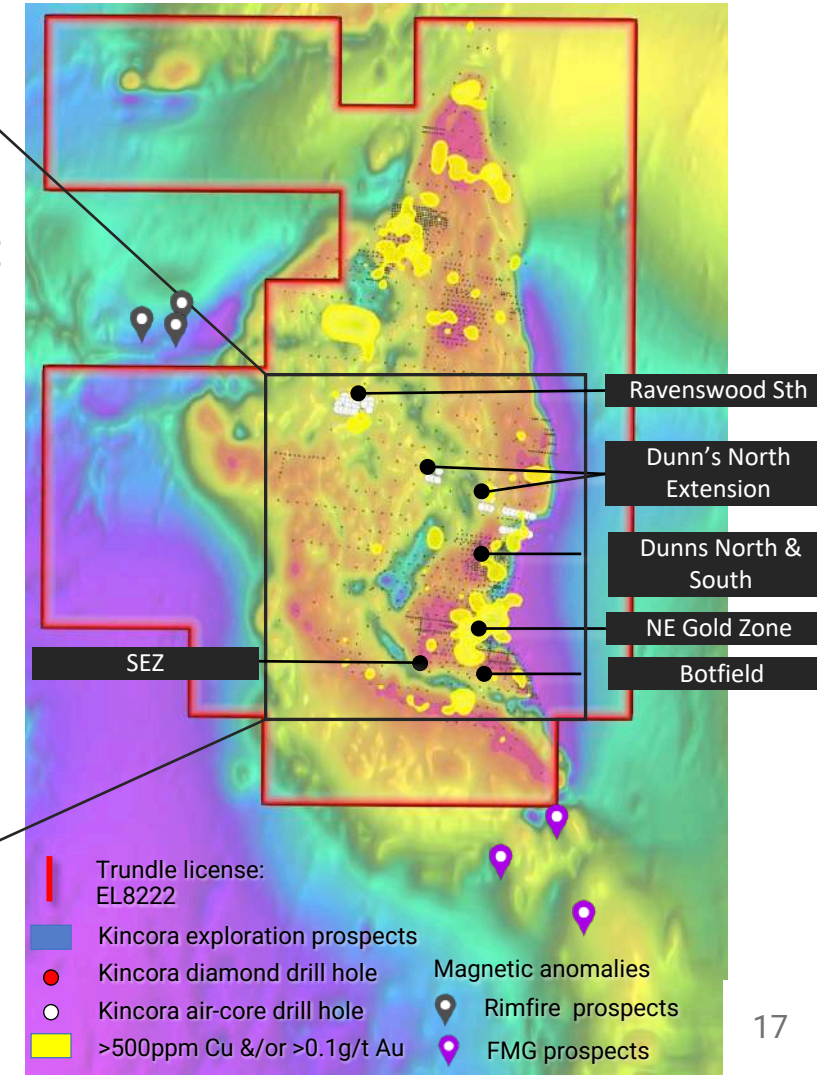 Ravenswood Sth
Dunn's North
Extension
Dunns North &
South
NE Gold Zone
SEZ
Botfield
Trundle license:
EL8222
Kincora exploration prospects
Kincora diamond drill hole
Magnetic anomalies
Kincora air-core drill hole
Rimfire prospects
>500ppm Cu &/or >0.1g/t Au
FMG prospects
17